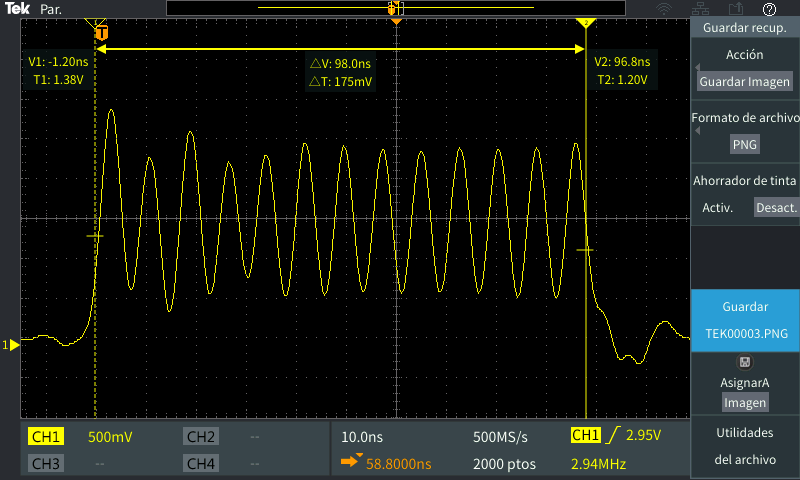 Tek Par.
T
2
V1: -1.20ns
T1: 1.38V
△V: 98.0ns
△T: 175mV
V2: 96.8ns
T2: 1.20V
1
Guardar recup.
Acción
Guardar Imagen
Formato de archivo
PNG
Ahorrador de tinta
Activ. Desact.
Guardar
TEK00003.PNG
AsignarA
Imagen
Utilidades
del archivo
CH1 500mV CH2 --
CH3 -- CH4 --
10.0ns 500MS/s CH1 2.95V
58.8000ns 2000 ptos 2.94MHz